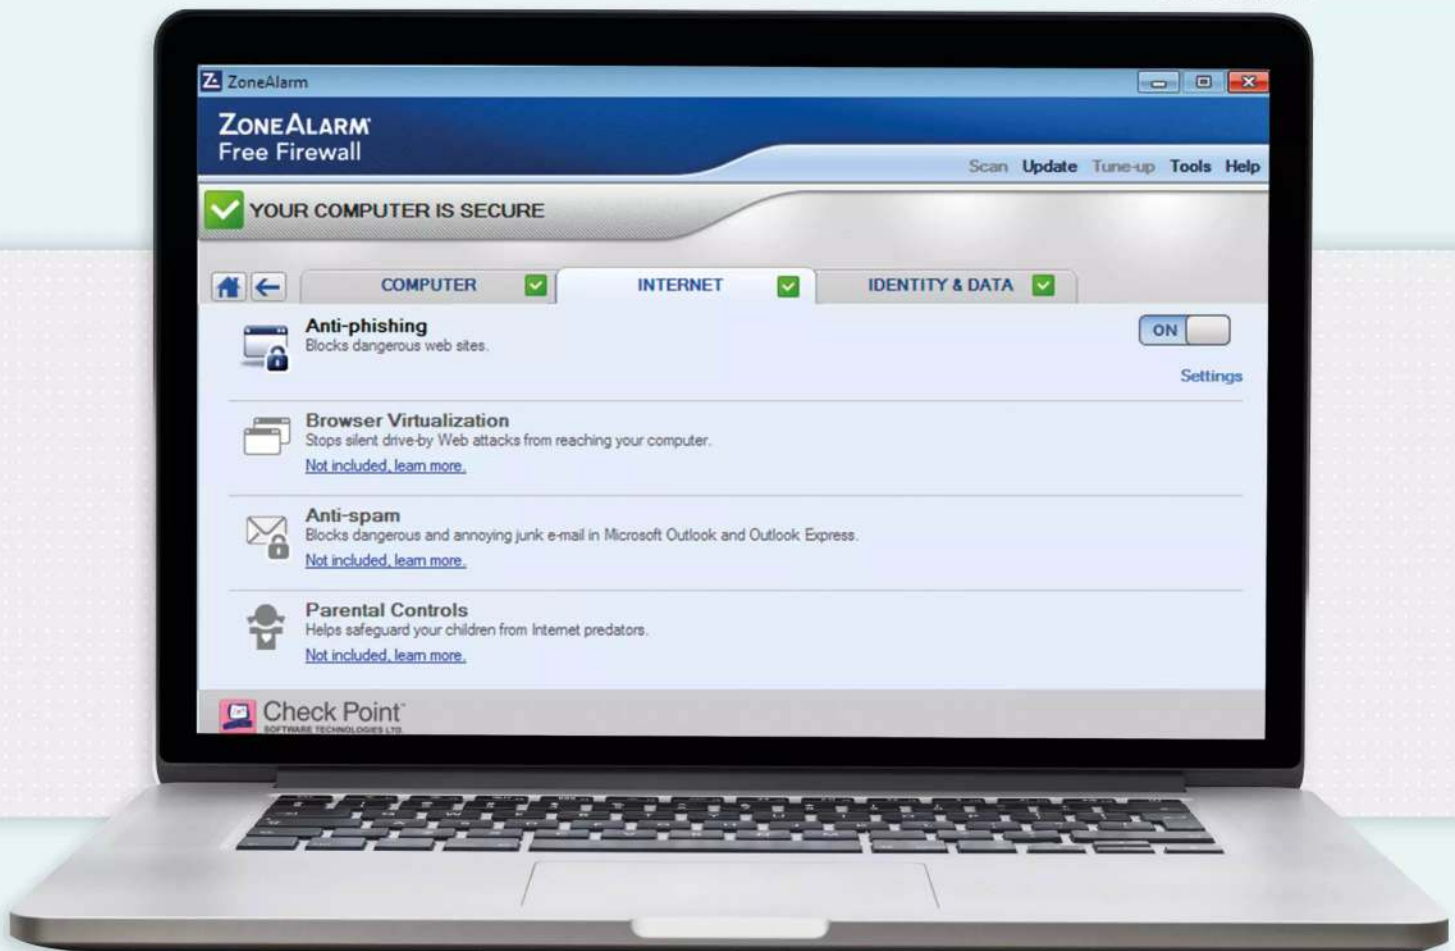 ZoneAlarm
ZONEALARM
Free Firewall
Scan Update Tune-up Tools Help
YOUR COMPUTER IS SECURE
COMPUTER INTERNET IDENTITY & DATA
Anti-phishing
Blocks dangerous web sites.
ON
Settings
Browser Virtualization
Stops silent drive-by Web attacks from reaching your computer.
Not included, learn more.
Anti-spam
Blocks dangerous and annoying junk e-mail in Microsoft Outlook and Outlook Express.
Not included, learn more.
Parental Controls
Helps safeguard your children from Internet predators.
Not included, learn more.
Check Point
SOFTWARE TECHNOLOGIES LTD.